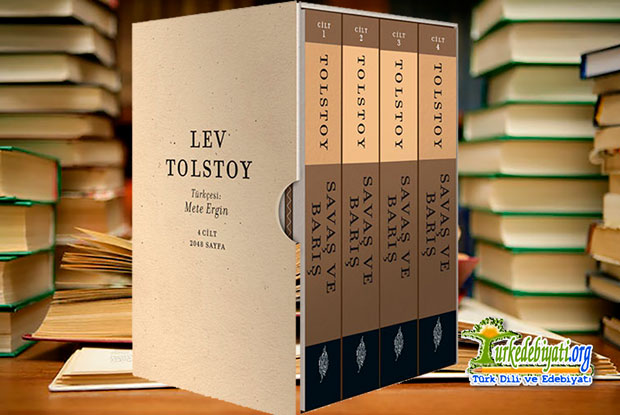 LEV
TOLSTOY
Türkçesi:
Mete Ergin
4 CİLT
2048 SAYFA
CİLT
1
TOLSTOY
SAVAŞ VE
BARIŞ
CİLT
2
TOLSTOY
SAVAŞ VE
BARIŞ
CİLT
3
TOLSTOY
SAVAŞ VE
BARIŞ
CİLT
4
TOLSTOY
SAVAŞ VE
BARIŞ
Turkedebiyati.org
Türk Dili ve Edebiyatı